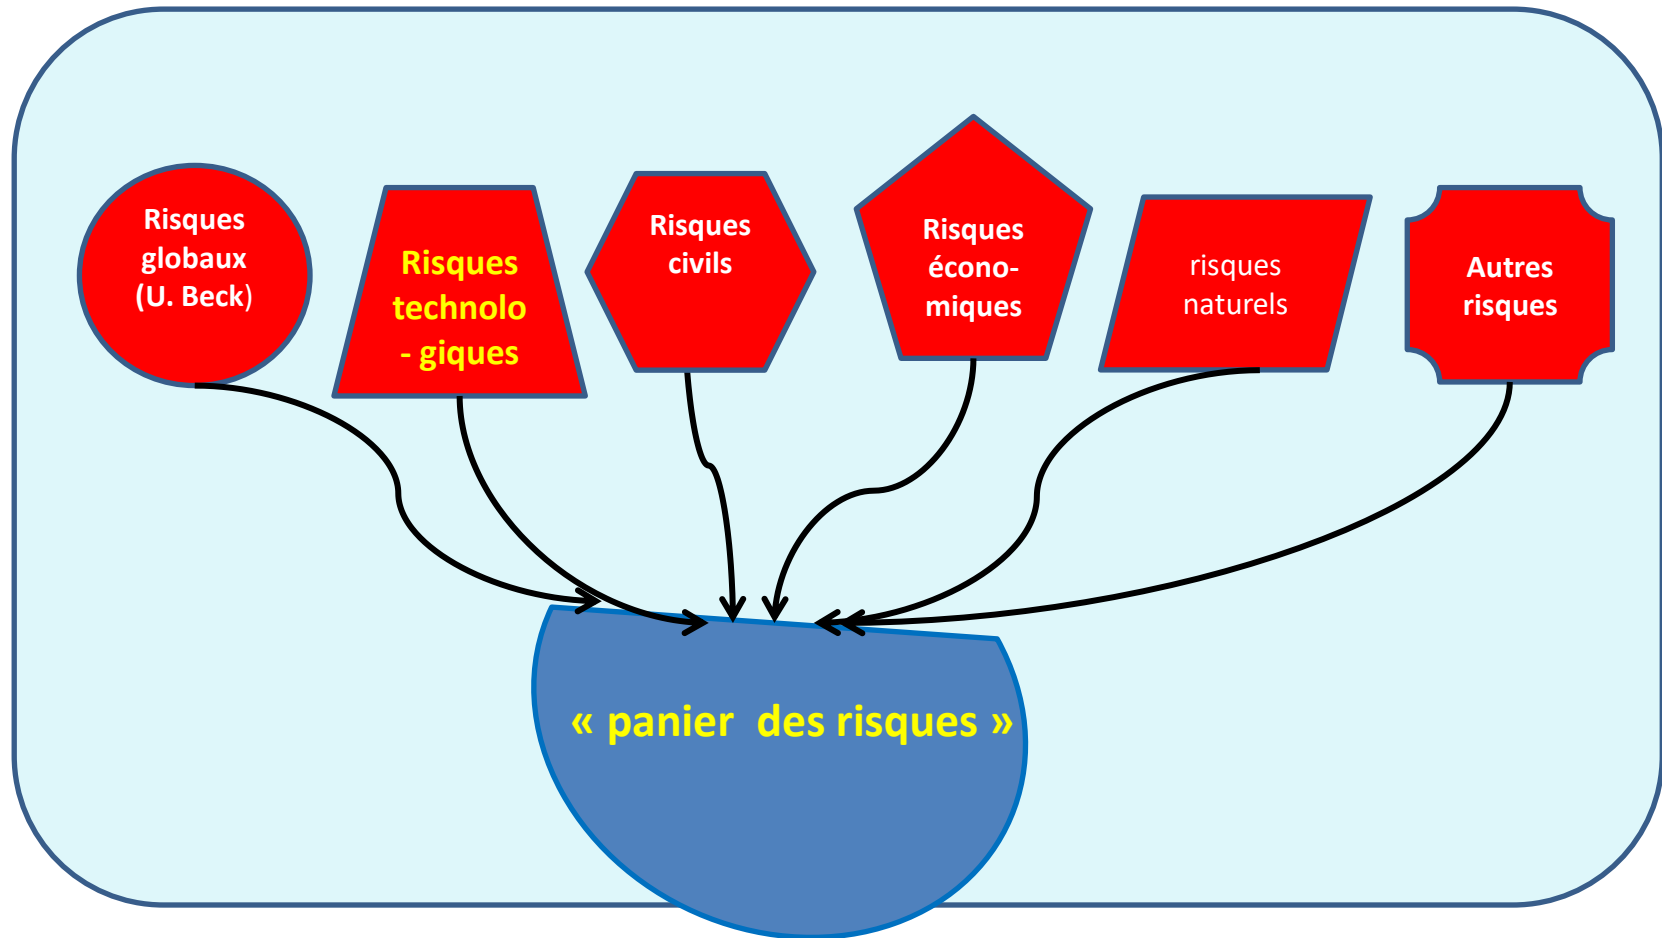 Risques
globaux
(U. Beck)
Risques
technolo
- giques
Risques
civils
Risques
écono-
miques
risques
naturels
Autres
risques
« panier  des risques »